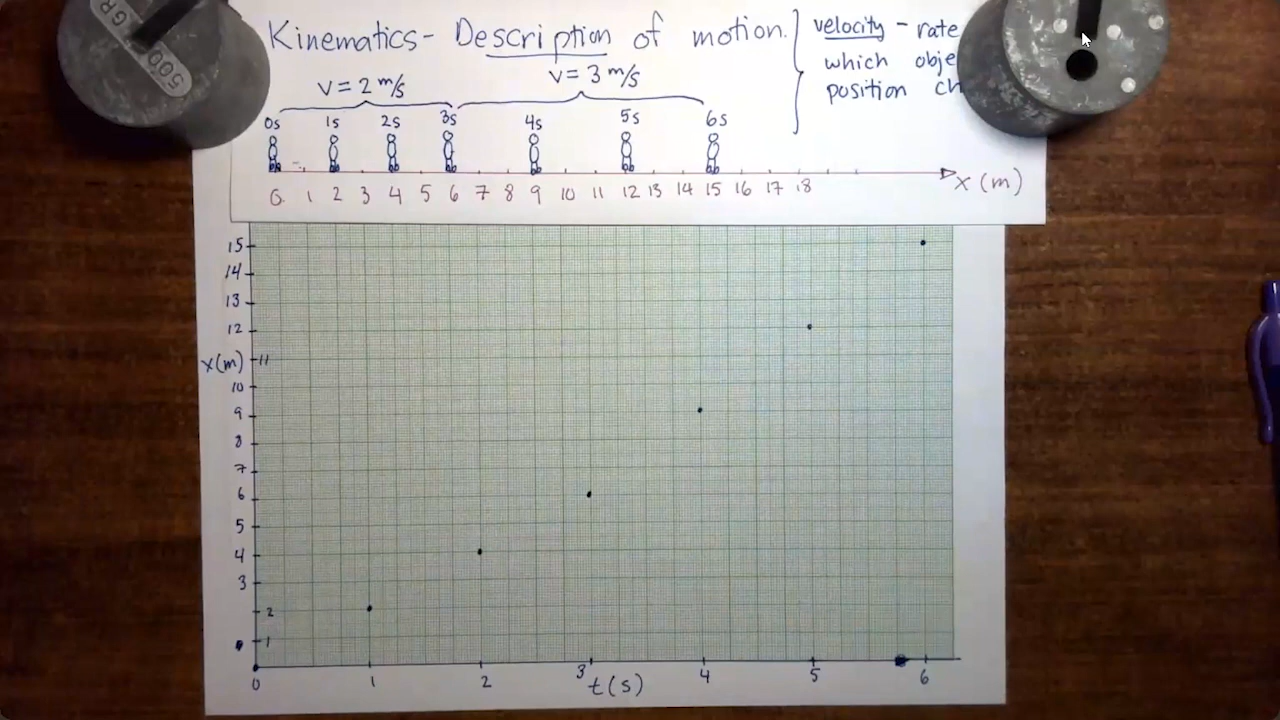 500 GR
Kinematics - Description of motion.
velocity - rate
which
position
v = 2 m/s
v = 3 m/s
0s 1s 2s 3s 4s 5s 6s
0 1 2 3 4 5 6 7 8 9 10 11 12 13 14 15 16 17 18
x (m)
15
14
13
12
x(m) 11
10
9
8
7
6
5
4
3
2
1
0 1 2 3 4 5 6
t(s)